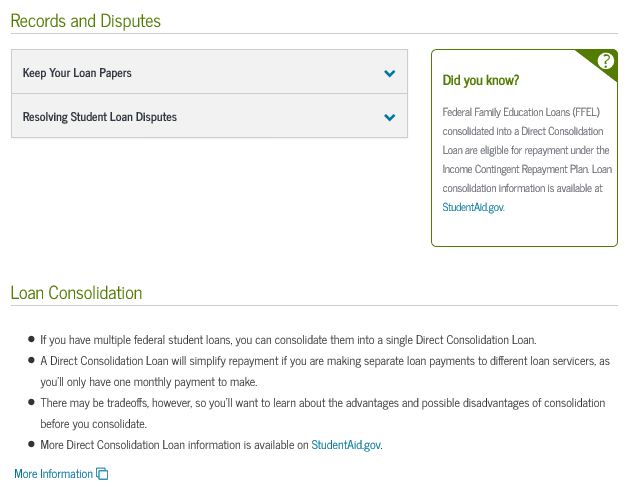 Records and Disputes
Keep Your Loan Papers
Resolving Student Loan Disputes
?
Did you know?
Federal Family Education Loans (FFEL)
consolidated into a Direct Consolidation
Loan are eligible for repayment under the
Income Contingent Repayment Plan. Loan
consolidation information is available at
StudentAid.gov.
Loan Consolidation
● If you have multiple federal student loans, you can consolidate them into a single Direct Consolidation Loan.
● A Direct Consolidation Loan will simplify repayment if you are making separate loan payments to different loan servicers, as
you'll only have one monthly payment to make.
● There may be tradeoffs, however, so you'll want to learn about the advantages and possible disadvantages of consolidation
before you consolidate.
● More Direct Consolidation Loan information is available on StudentAid.gov.
More Information